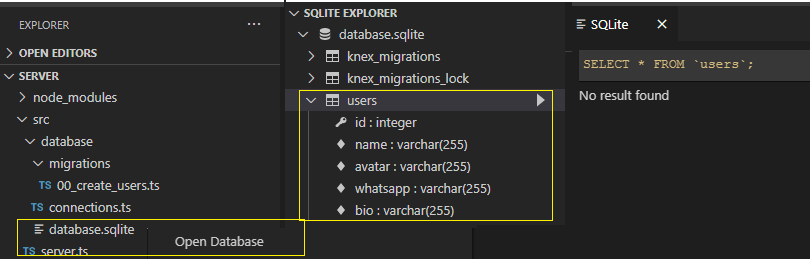 EXPLORER
...
OPEN EDITORS
SERVER
node_modules
src
database
migrations
TS 00_create_users.ts
TS connections.ts
database.sqlite
Open Database
TS server.ts
SQLITE EXPLORER
database.sqlite
knex_migrations
knex_migrations_lock
users
id : integer
name : varchar(255)
avatar : varchar(255)
whatsapp : varchar(255)
bio : varchar(255)
SQLite
SELECT * FROM `users`;
No result found